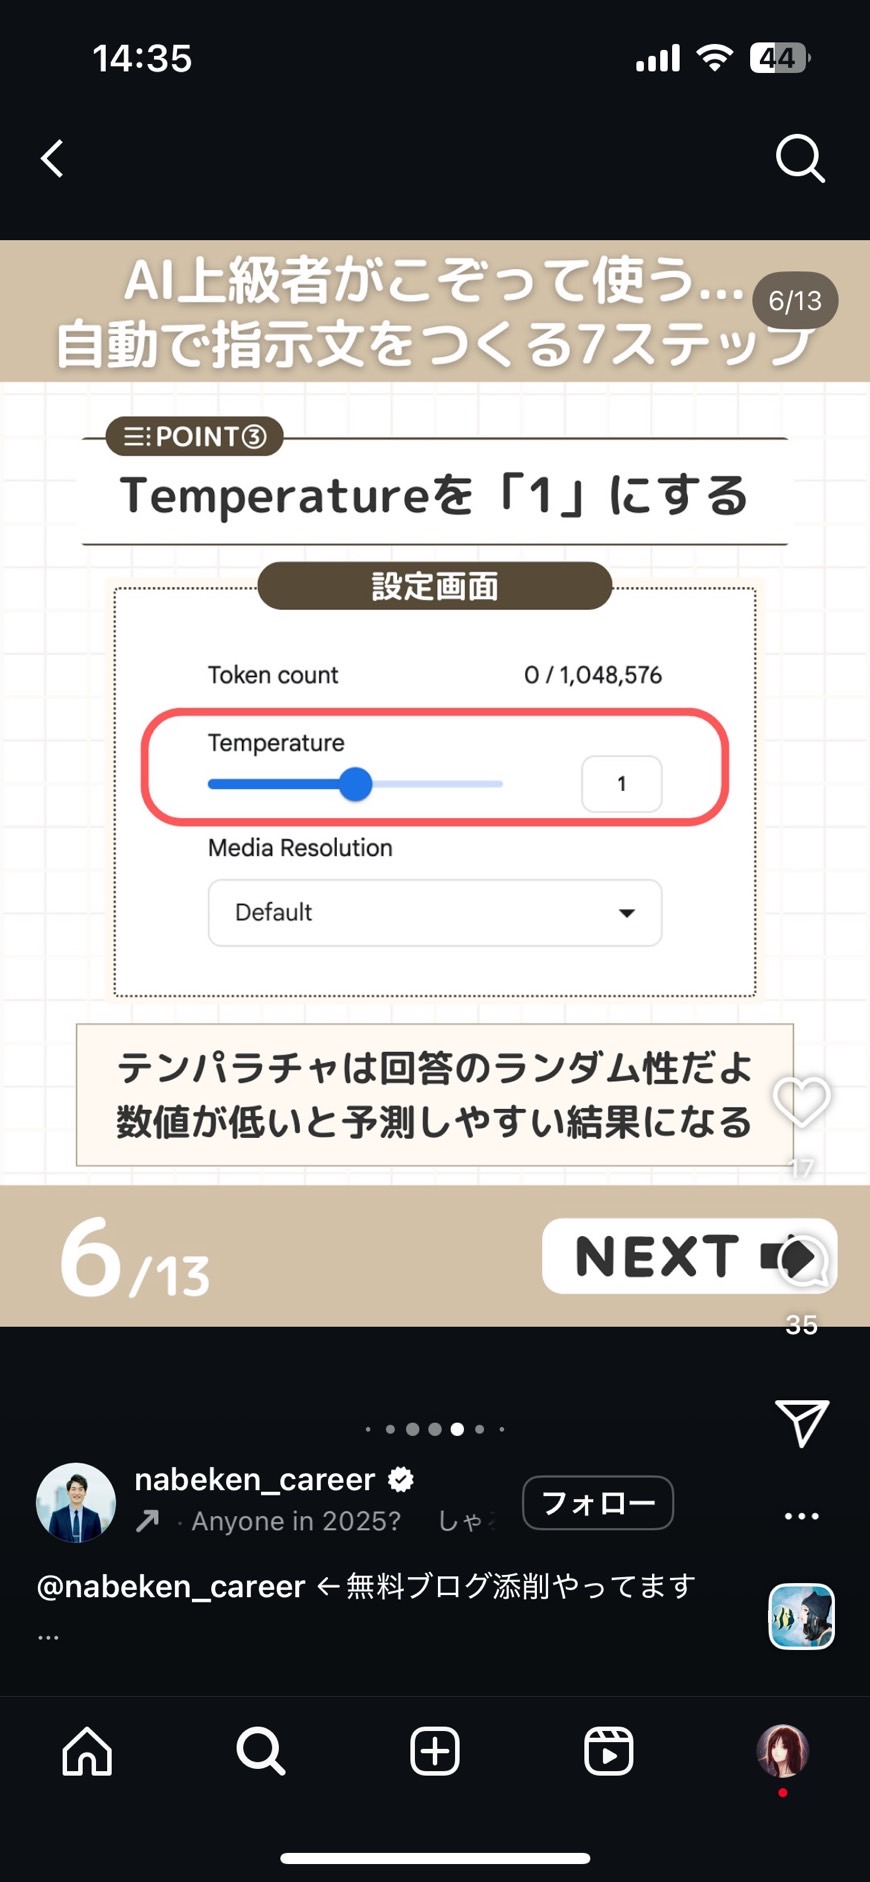 14:35
44
AI上級者がこぞって使う...
6/13
自動で指示文をつくる7ステップ
POINT③
Temperatureを「1」にする
設定画面
Token count 0 / 1,048,576
Temperature
1
Media Resolution
Default
テンパラチャは回答のランダム性だよ
数値が低いと予測しやすい結果になる
17
6/13
NEXT
35
nabeken_career
· Anyone in 2025? しゃ
フォロー
@nabeken_career ←無料ブログ添削やってます
...